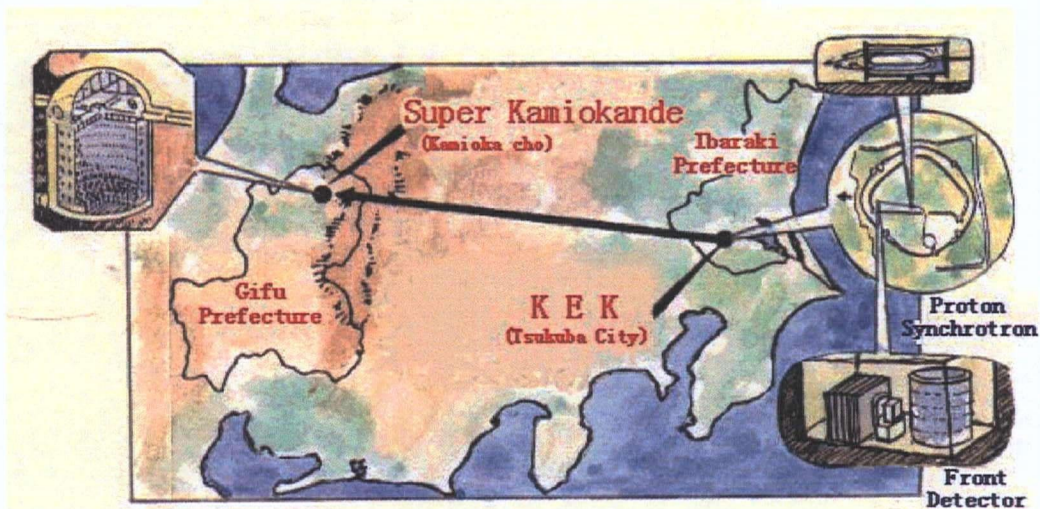 Super Kamiokande
(Kamioka cho)
Ibaraki
Prefecture
Gifu
Prefecture
K E K
(Tsukuba City)
Proton
Synchrotron
Front
Detector